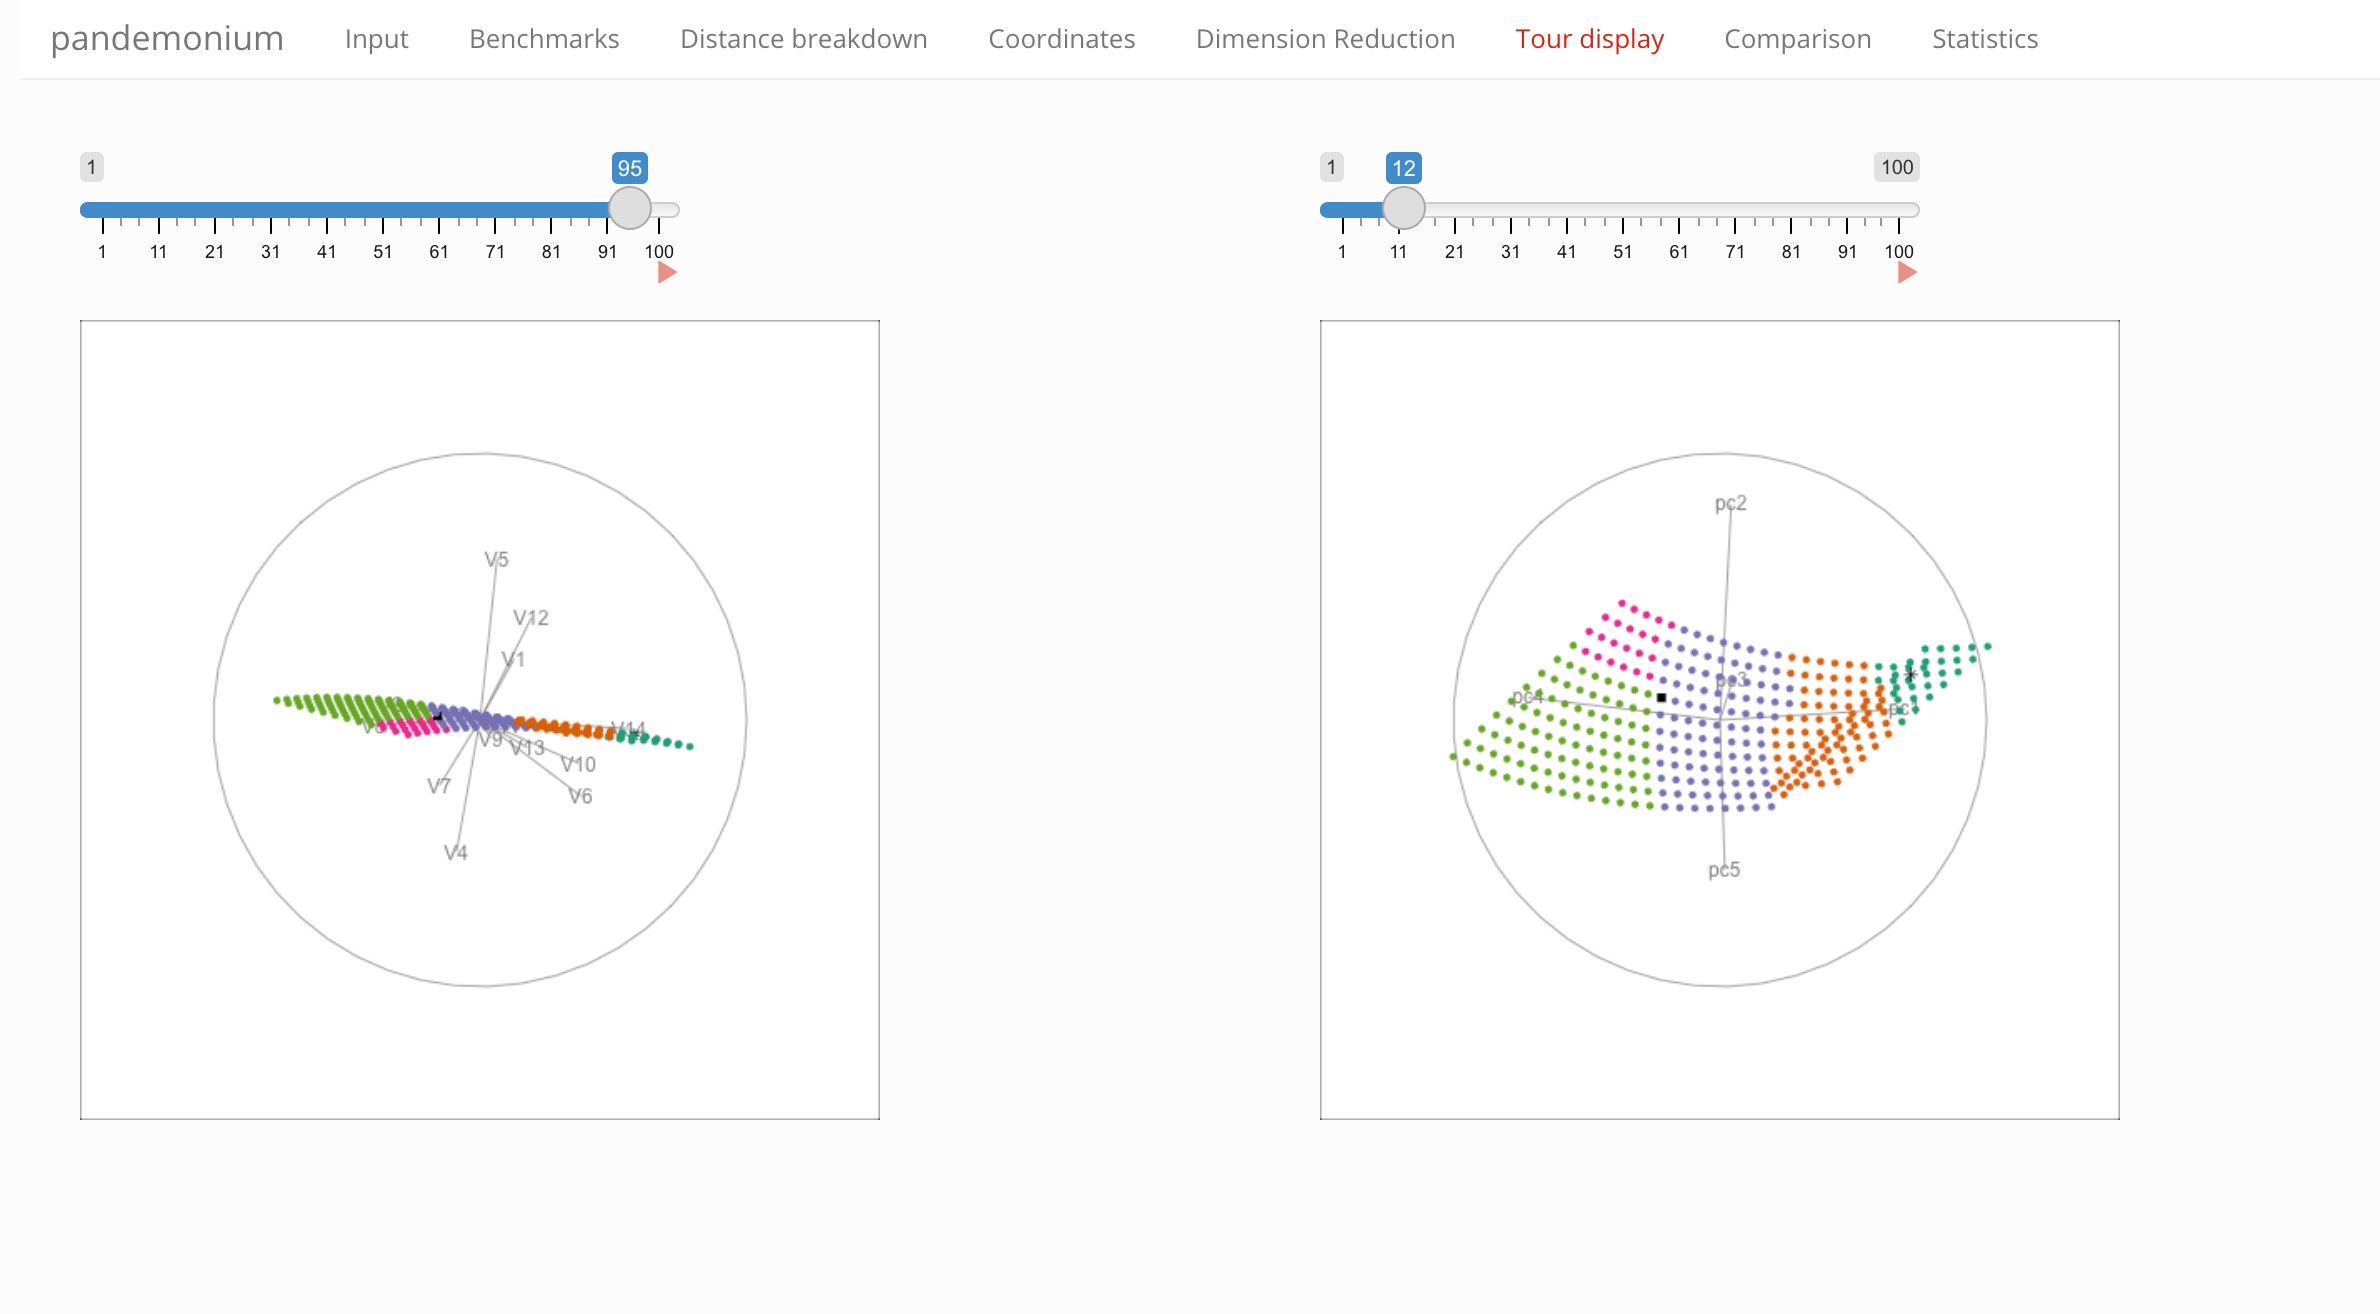 pandemonium Input Benchmarks Distance breakdown Coordinates Dimension Reduction Tour display Comparison Statistics
1 95
1 11 21 31 41 51 61 71 81 91 100
1 12 100
1 11 21 31 41 51 61 71 81 91 100
V5
V12
V1
V14
V9
V13
V10
V7
V6
V4
pc2
pc3
pc4
pc1
pc5